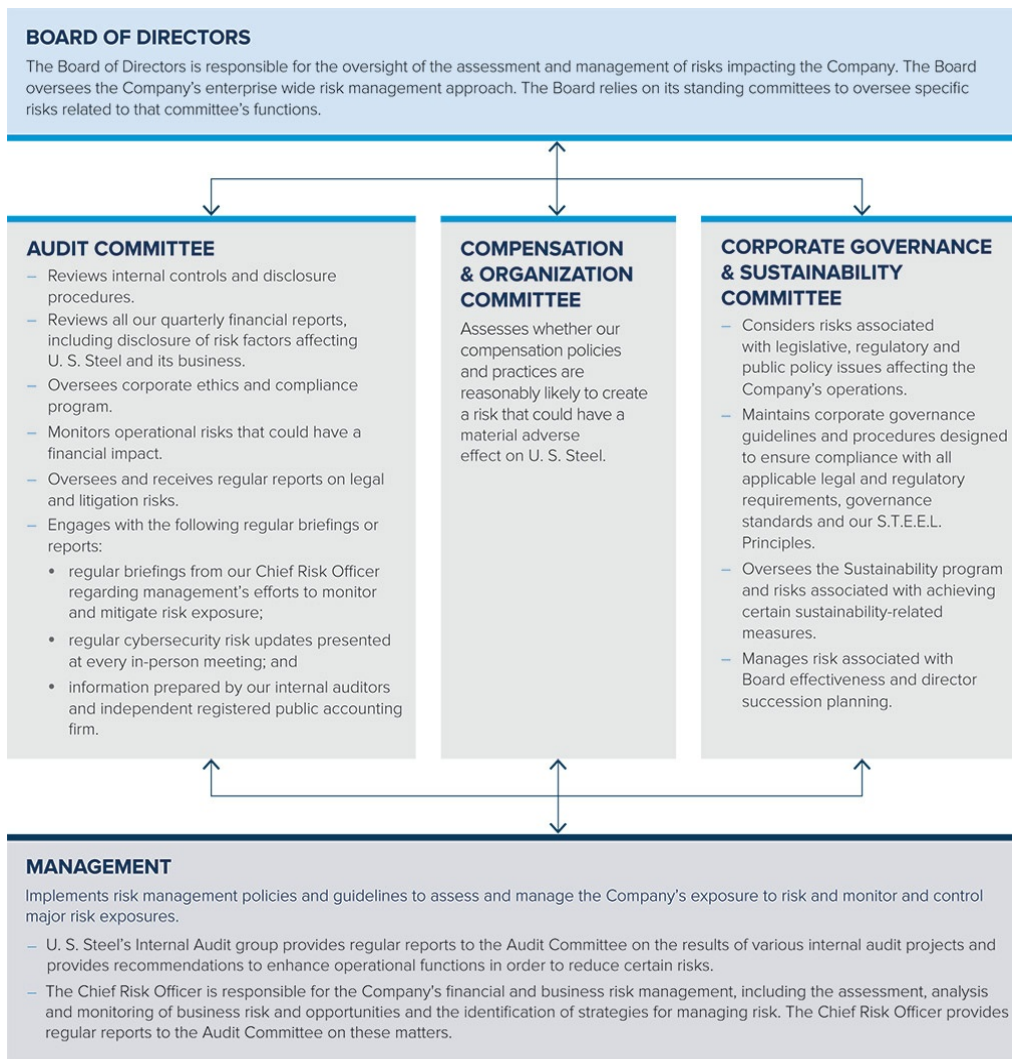 BOARD OF DIRECTORS
The Board of Directors is responsible for the oversight of the assessment and management of risks impacting the Company. The Board
oversees the Company's enterprise wide risk management approach. The Board relies on its standing committees to oversee specific
risks related to that committee's functions.
AUDIT COMMITTEE
– Reviews internal controls and disclosure
procedures.
– Reviews all our quarterly financial reports,
including disclosure of risk factors affecting
U. S. Steel and its business.
– Oversees corporate ethics and compliance
program.
– Monitors operational risks that could have a
financial impact.
– Oversees and receives regular reports on legal
and litigation risks.
– Engages with the following regular briefings or
reports:
• regular briefings from our Chief Risk Officer
regarding management's efforts to monitor
and mitigate risk exposure;
• regular cybersecurity risk updates presented
at every in-person meeting; and
• information prepared by our internal auditors
and independent registered public accounting
firm.
COMPENSATION
& ORGANIZATION
COMMITTEE
Assesses whether our
compensation policies
and practices are
reasonably likely to create
a risk that could have a
material adverse
effect on U. S. Steel.
CORPORATE GOVERNANCE
& SUSTAINABILITY
COMMITTEE
– Considers risks associated
with legislative, regulatory and
public policy issues affecting the
Company's operations.
– Maintains corporate governance
guidelines and procedures designed
to ensure compliance with all
applicable legal and regulatory
requirements, governance
standards and our S.T.E.E.L.
Principles.
– Oversees the Sustainability program
and risks associated with achieving
certain sustainability-related
measures.
– Manages risk associated with
Board effectiveness and director
succession planning.
MANAGEMENT
Implements risk management policies and guidelines to assess and manage the Company's exposure to risk and monitor and control
major risk exposures.
– U. S. Steel's Internal Audit group provides regular reports to the Audit Committee on the results of various internal audit projects and
provides recommendations to enhance operational functions in order to reduce certain risks.
– The Chief Risk Officer is responsible for the Company's financial and business risk management, including the assessment, analysis
and monitoring of business risk and opportunities and the identification of strategies for managing risk. The Chief Risk Officer provides
regular reports to the Audit Committee on these matters.